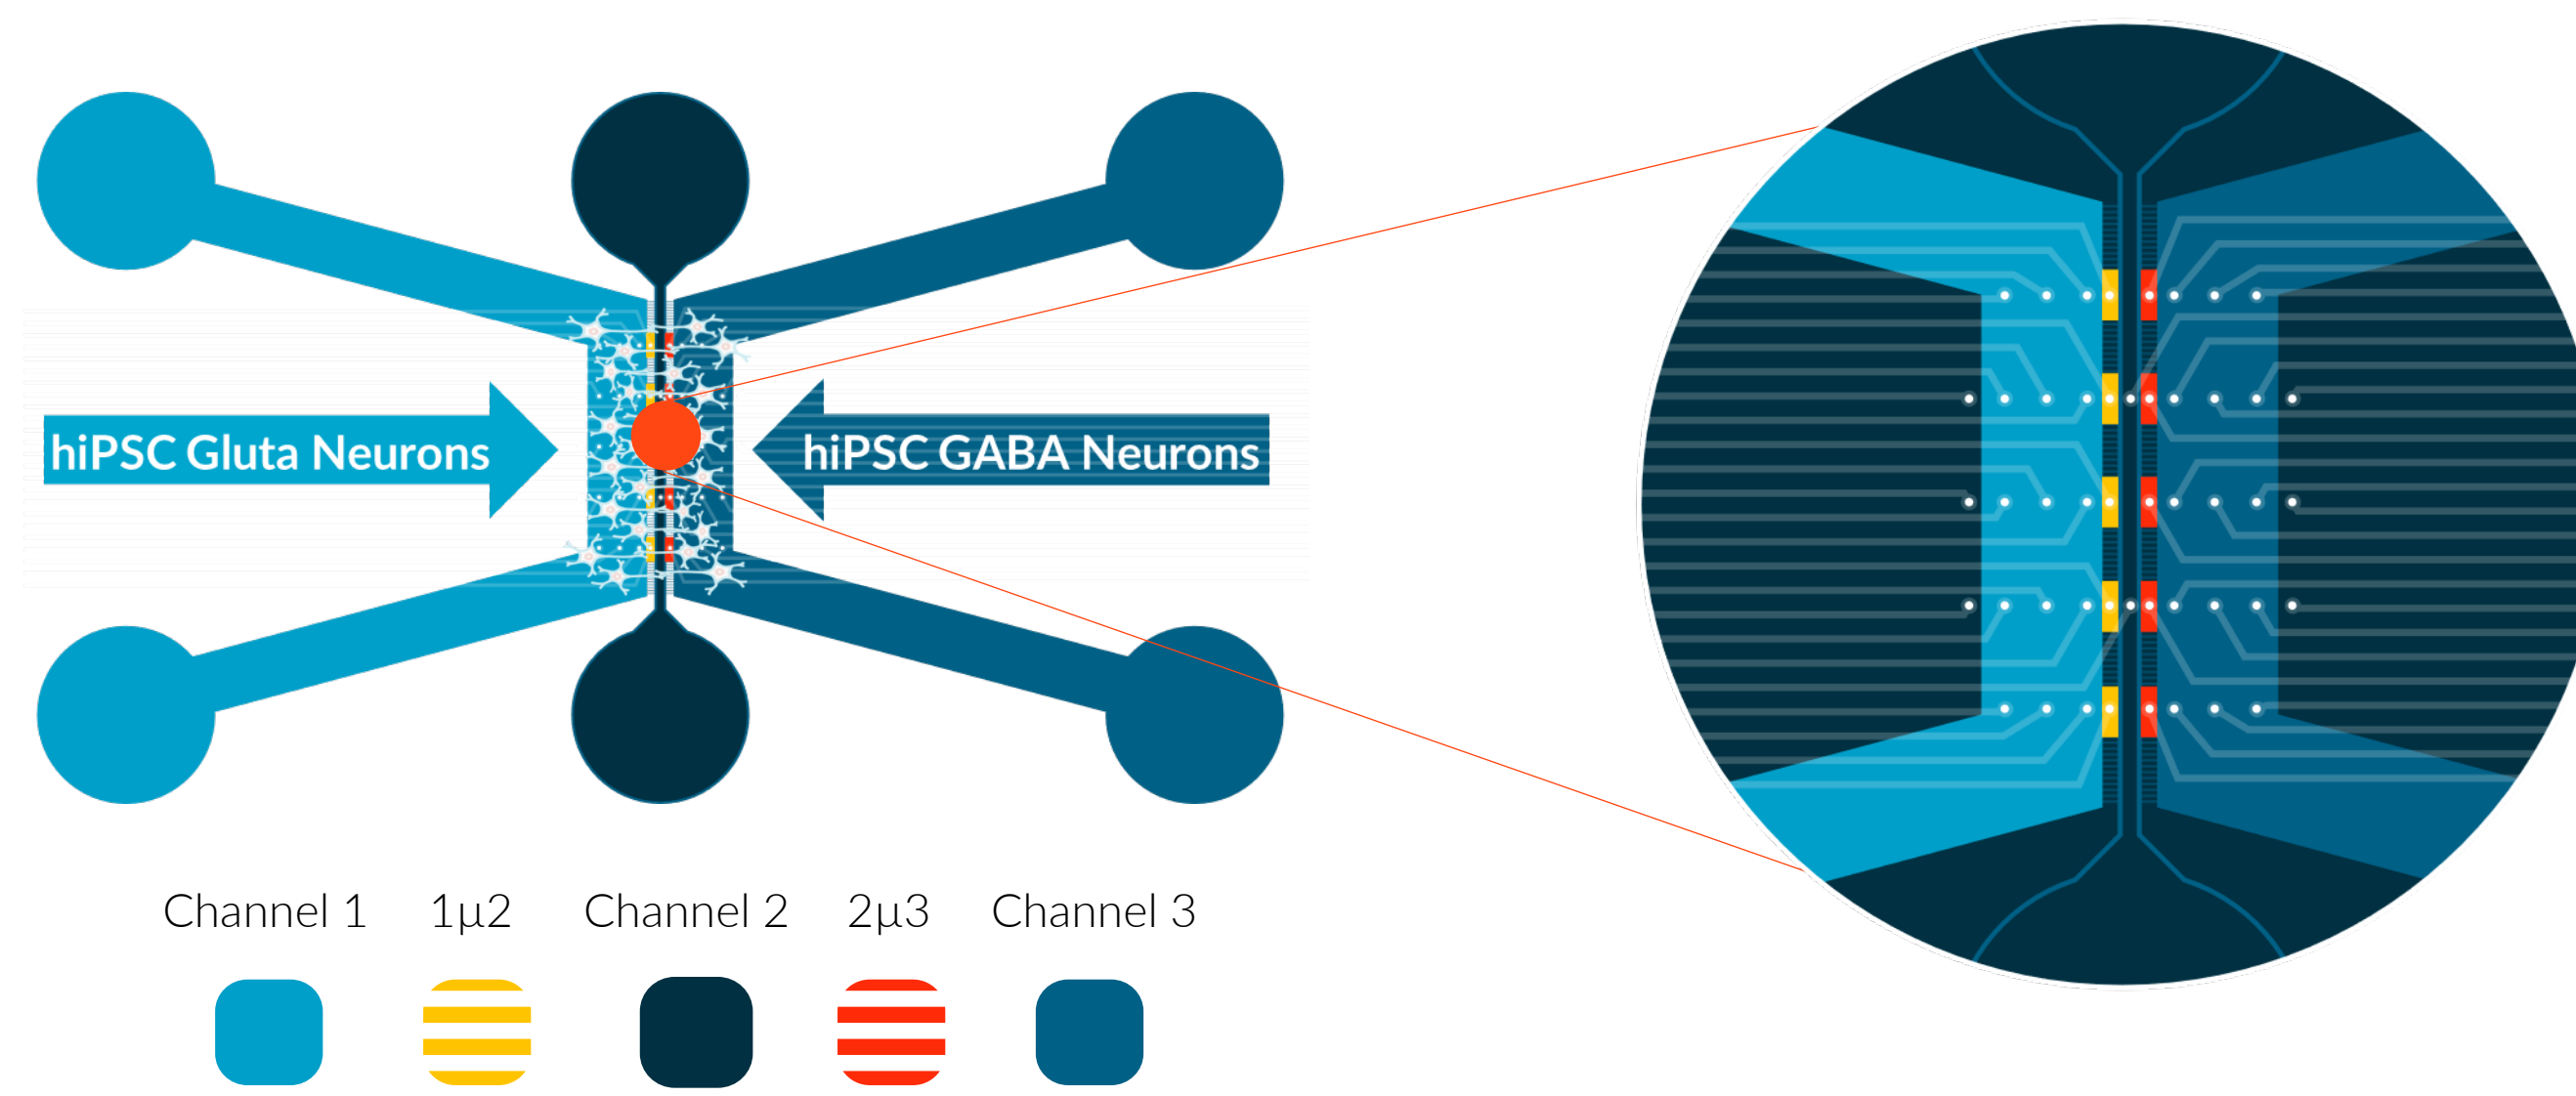 hiPSC Gluta Neurons
hiPSC GABA Neurons
Channel 1
1µ2
Channel 2
2µ3
Channel 3